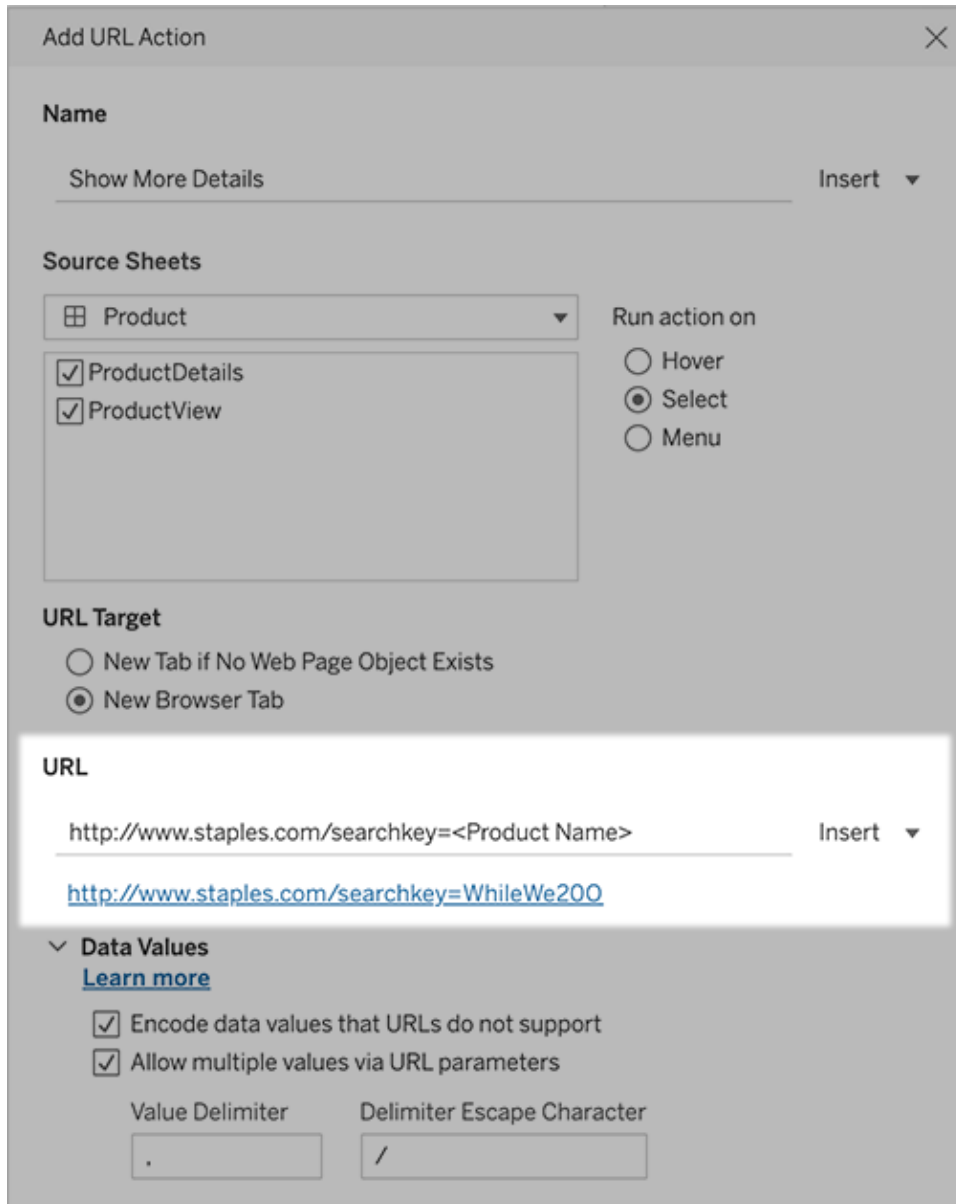 Add URL Action
Name
Show More Details
Insert
Source Sheets
Product
Run action on
ProductDetails
ProductView
Hover
Select
Menu
URL Target
New Tab if No Web Page Object Exists
New Browser Tab
URL
http://www.staples.com/searchkey=<Product Name>
Insert
http://www.staples.com/searchkey=WhileWe20O
Data Values
Learn more
Encode data values that URLs do not support
Allow multiple values via URL parameters
Value Delimiter
Delimiter Escape Character
,
/